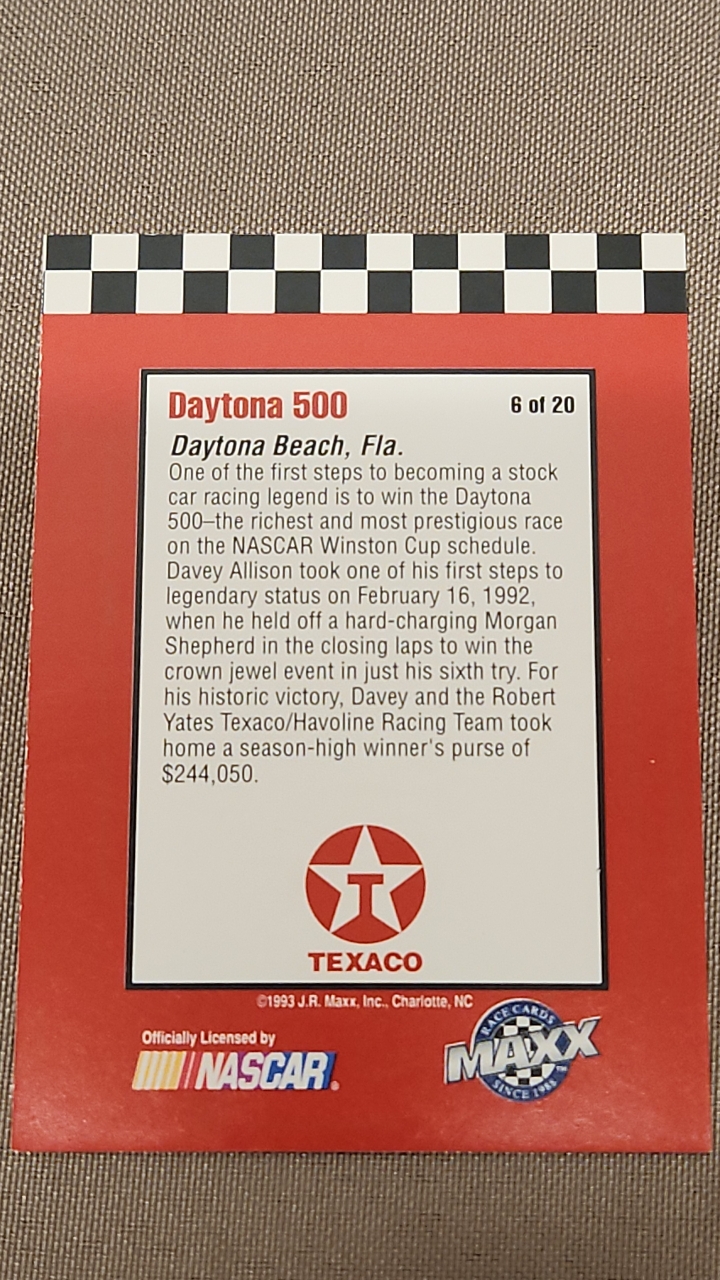 Daytona 500
6 of 20
Daytona Beach, Fla.
One of the first steps to becoming a stock
car racing legend is to win the Daytona
500–the richest and most prestigious race
on the NASCAR Winston Cup schedule.
Davey Allison took one of his first steps to
legendary status on February 16, 1992,
when he held off a hard-charging Morgan
Shepherd in the closing laps to win the
crown jewel event in just his sixth try. For
his historic victory, Davey and the Robert
Yates Texaco/Havoline Racing Team took
home a season-high winner's purse of
$244,050.
T
TEXACO
©1993 J.R. Maxx, Inc., Charlotte, NC
Officially Licensed by
NASCAR®
RACE CARDS
MAXX™
SINCE 1988